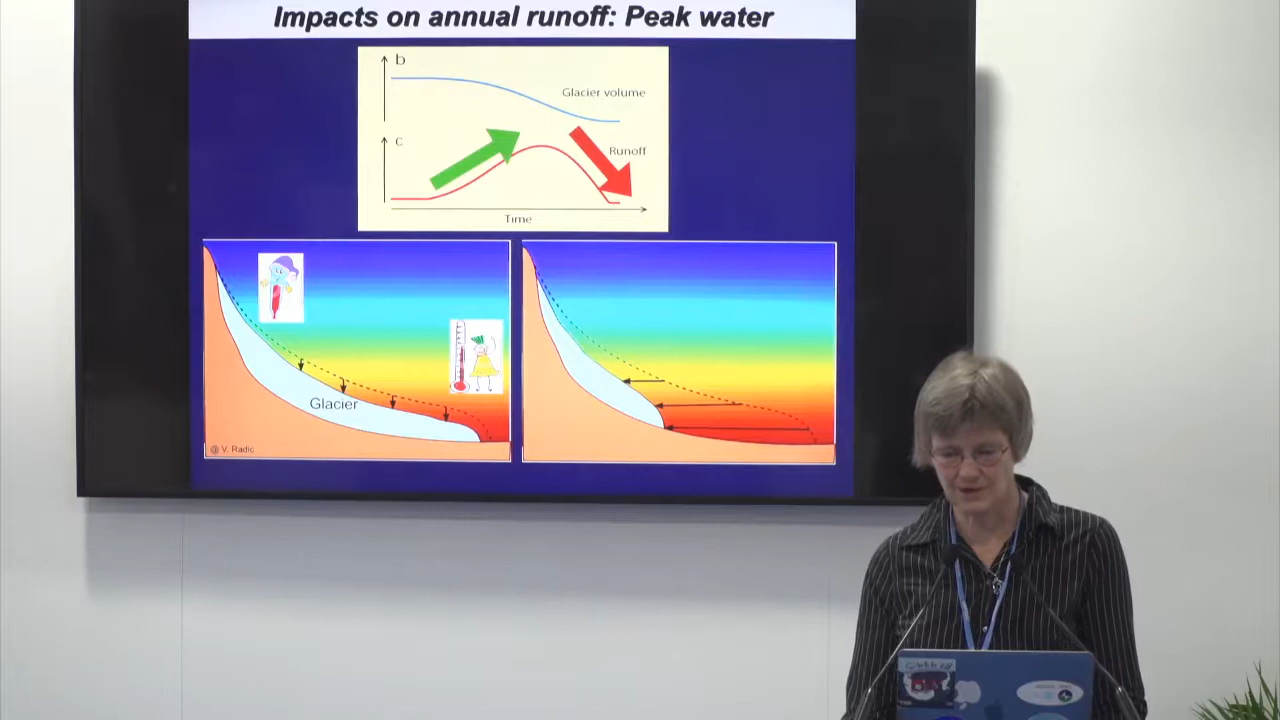 Impacts on annual runoff: Peak water
b
Glacier volume
c
Runoff
Time
Glacier
@ V. Radic